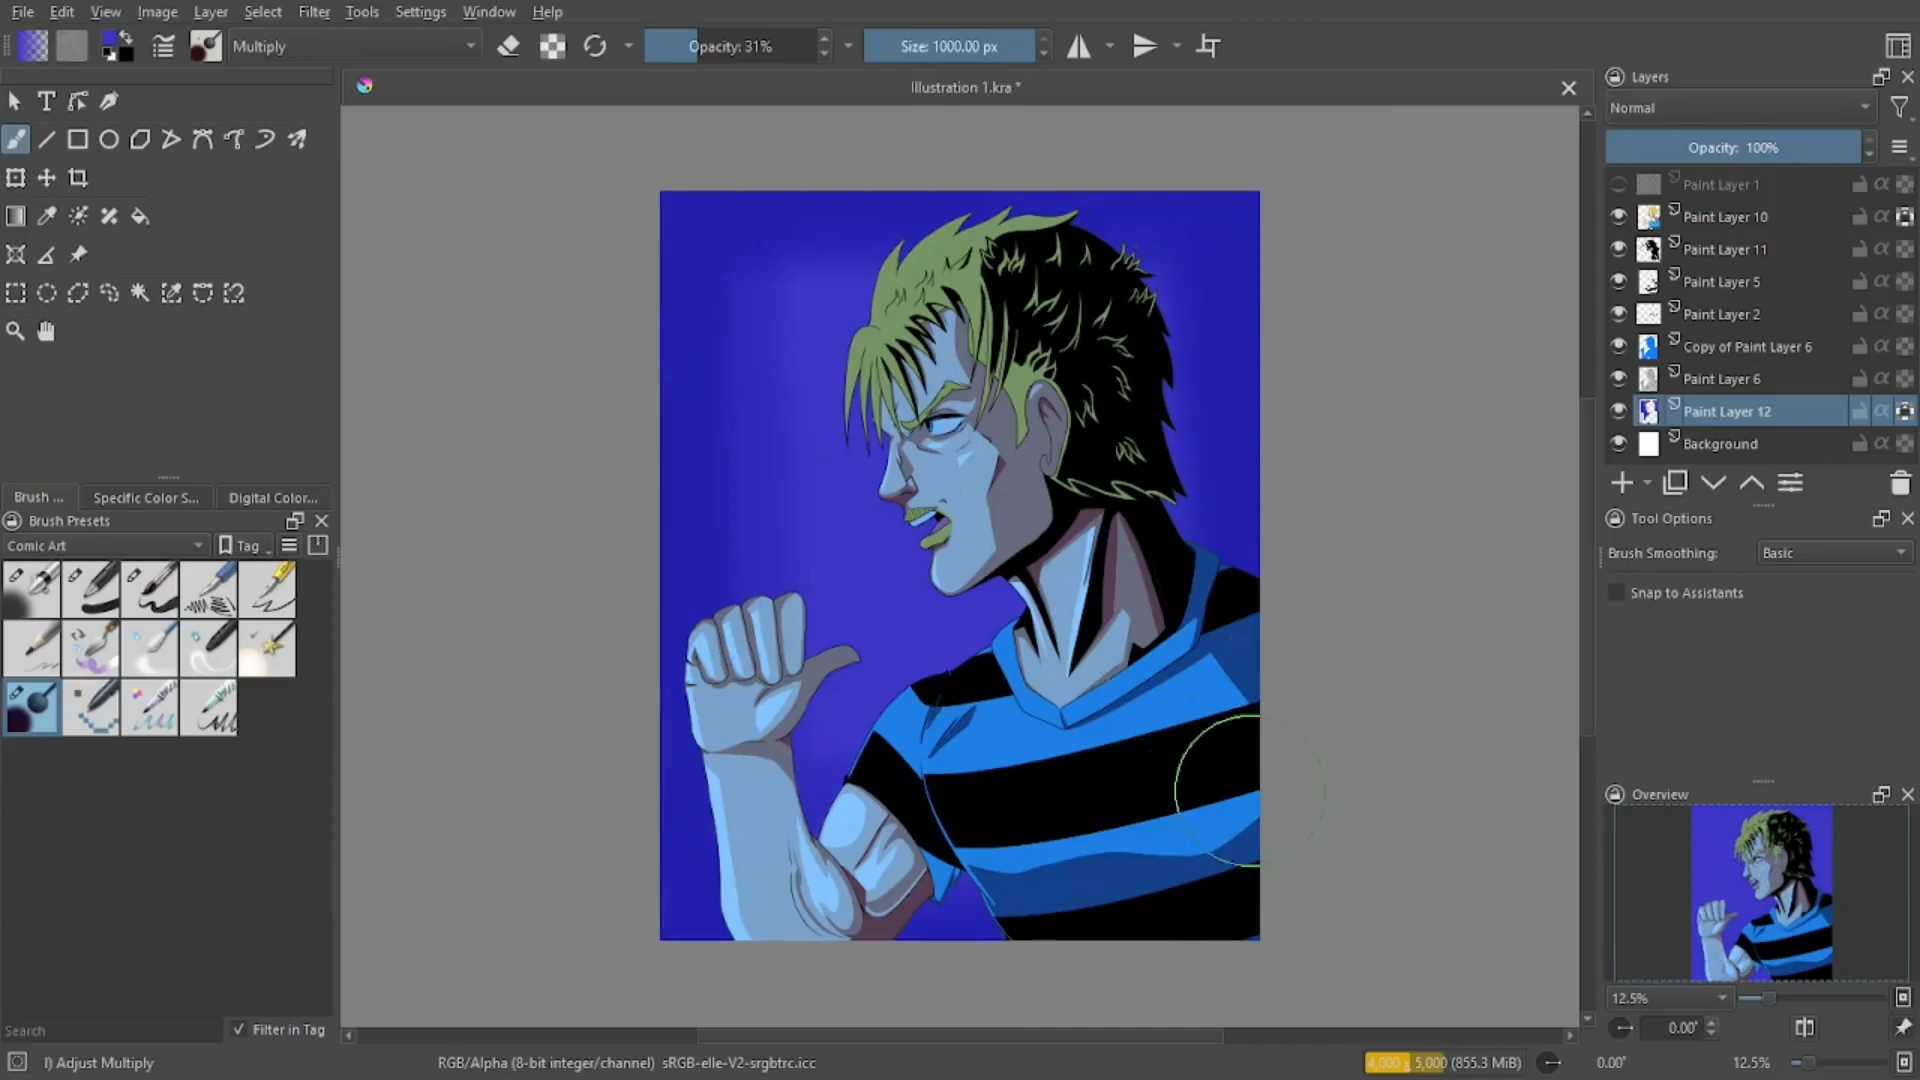 File Edit View Image Layer Select Filter Tools Settings Window Help
Multiply
Opacity: 31%
Size: 1000.00 px
Illustration 1.kra *
Layers
Normal
Opacity: 100%
Paint Layer 1
Paint Layer 10
Paint Layer 11
Paint Layer 5
Paint Layer 2
Copy of Paint Layer 6
Paint Layer 6
Paint Layer 12
Background
Brush ... Specific Color S... Digital Color...
Brush Presets
Comic Art
Tag
Tool Options
Brush Smoothing: Basic
Snap to Assistants
Overview
12.5%
0.00°
Search
Filter in Tag
I) Adjust Multiply
RGB/Alpha (8-bit integer/channel) sRGB-elle-V2-srgbtrc.icc
4,000 x 5,000 (855.3 MiB)
0.00°
12.5%